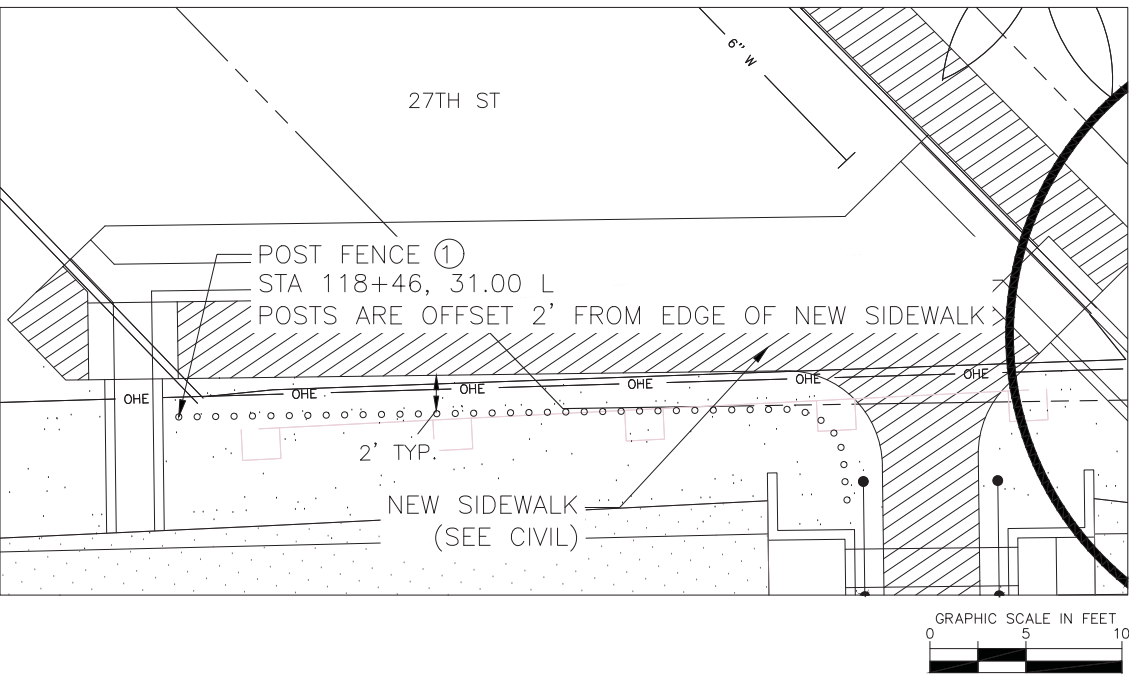 6" W
27TH ST
POST FENCE 1
STA 118+46, 31.00 L
POSTS ARE OFFSET 2' FROM EDGE OF NEW SIDEWALK
OHE OHE OHE OHE OHE OHE
2' TYP.
NEW SIDEWALK
(SEE CIVIL)
GRAPHIC SCALE IN FEET
0 5 10